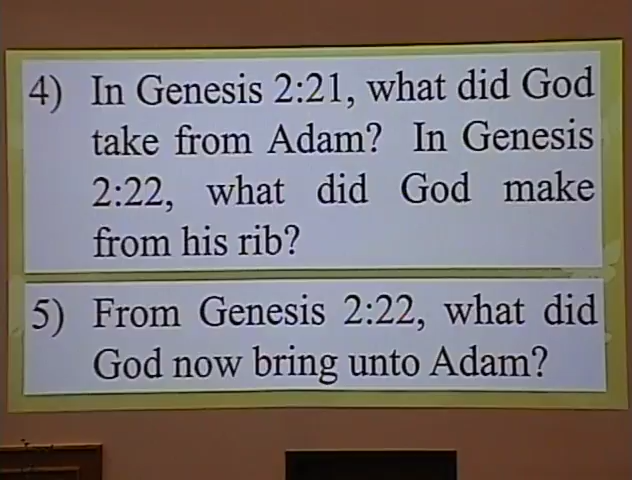 4) In Genesis 2:21, what did God
take from Adam? In Genesis
2:22, what did God make
from his rib?
5) From Genesis 2:22, what did
God now bring unto Adam?